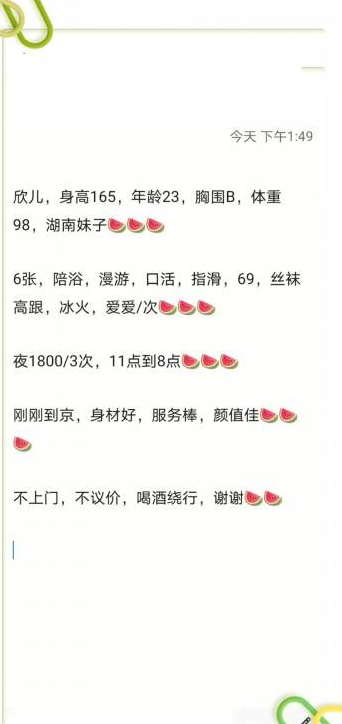 今天 下午1:49
欣儿，身高165，年龄23，胸围B，体重
98，湖南妹子🍉🍉🍉
6张，陪浴，漫游，口活，指滑，69，丝袜
高跟，冰火，爱爱/次🍉🍉🍉
夜1800/3次，11点到8点🍉🍉🍉
刚刚到京，身材好，服务棒，颜值佳🍉🍉
🍉
不上门，不议价，喝酒绕行，谢谢🍉🍉